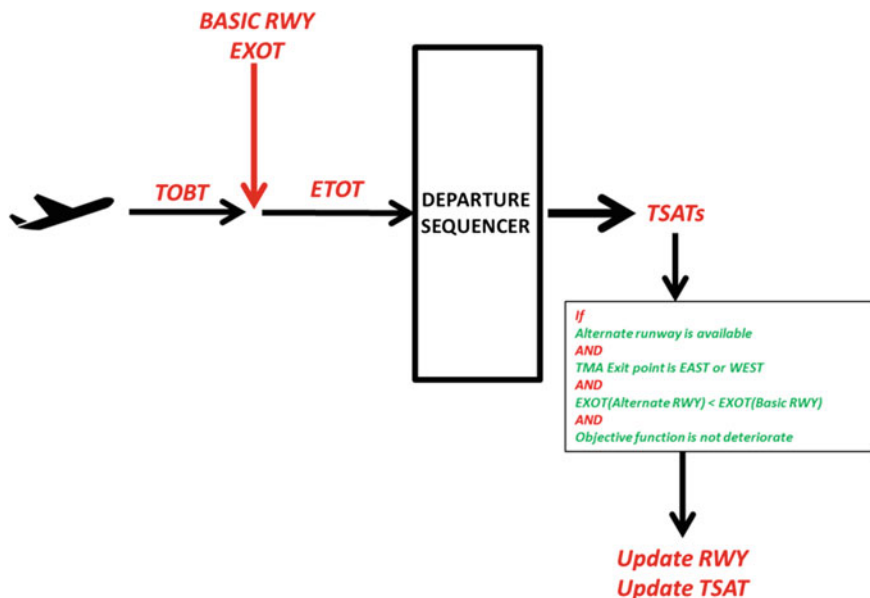 BASIC RWY
EXOT
TOBT
ETOT
DEPARTURE
SEQUENCER
TSATs
If
Alternate runway is available
AND
TMA Exit point is EAST or WEST
AND
EXOT(Alternate RWY) < EXOT(Basic RWY)
AND
Objective function is not deteriorate
Update RWY
Update TSAT